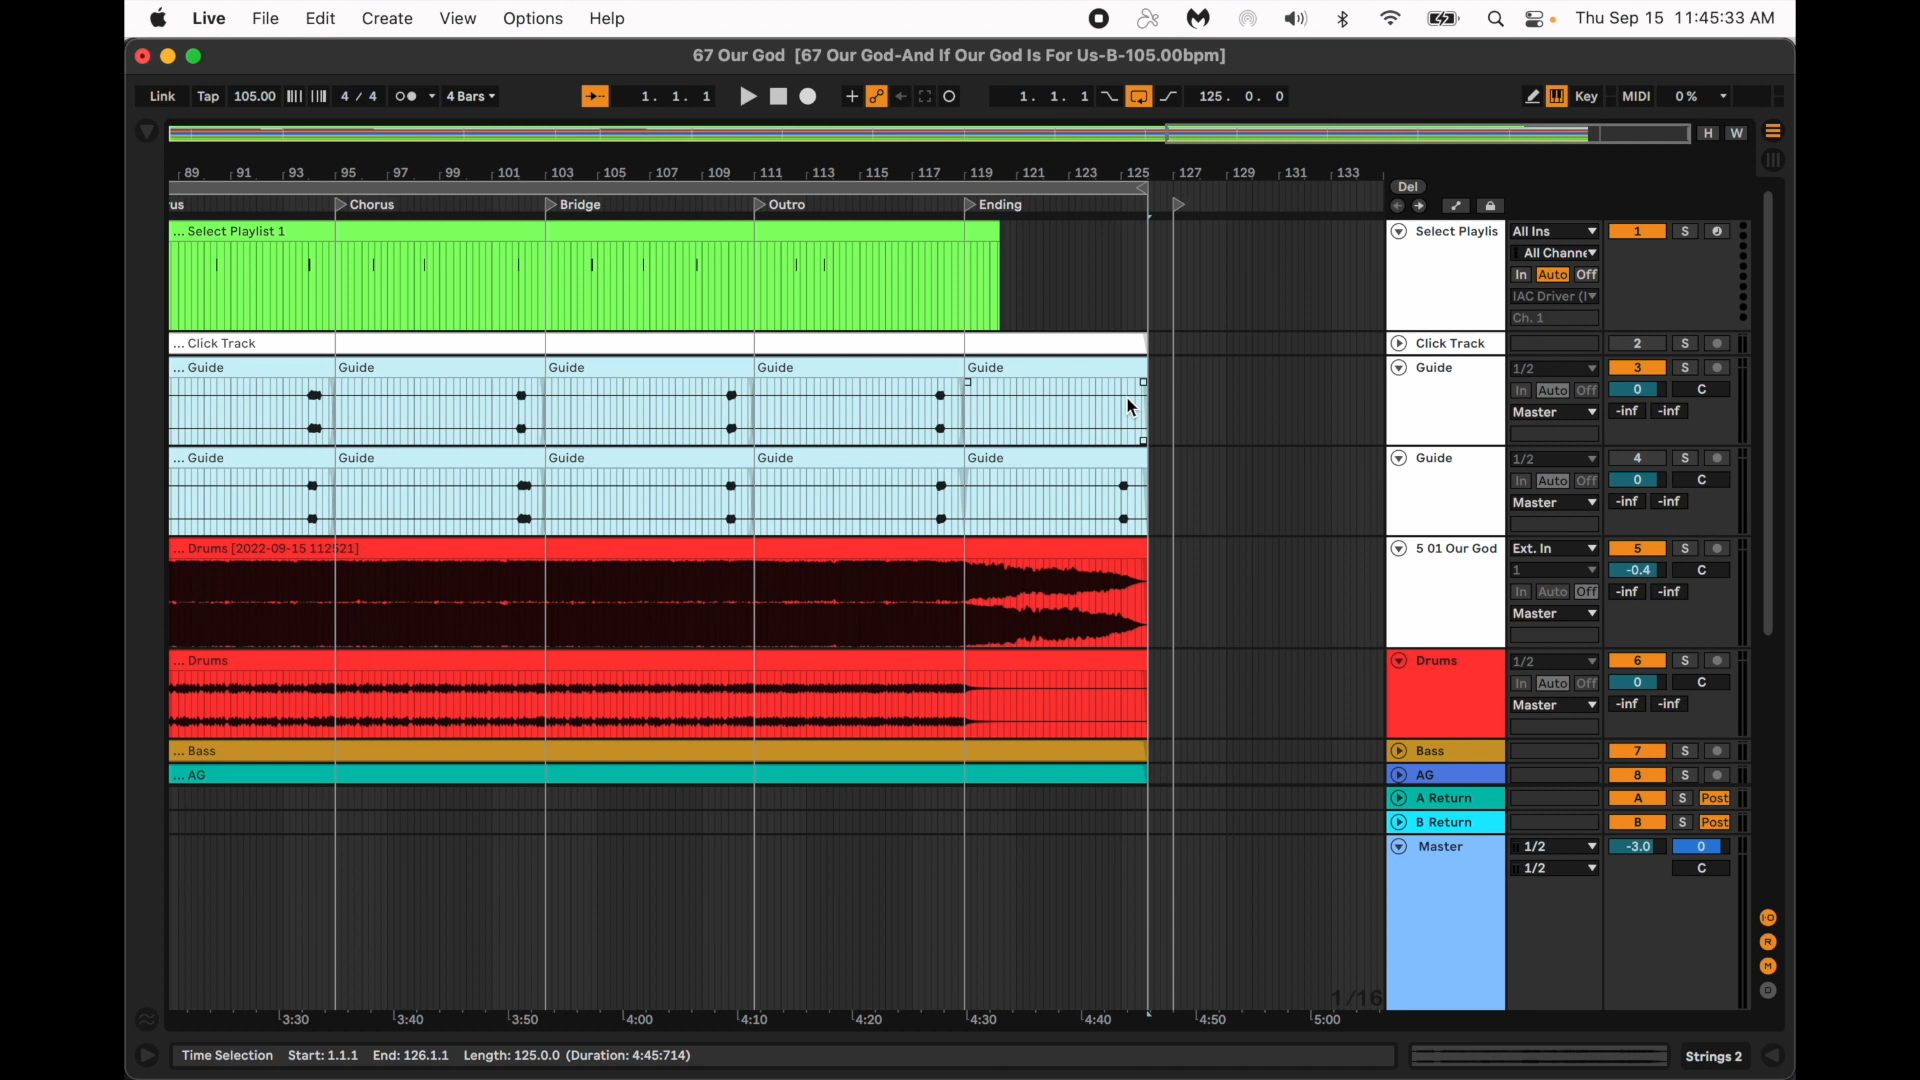 Live File Edit Create View Options Help Thu Sep 15 11:45:33 AM
67 Our God [67 Our God-And If Our God Is For Us-B-105.00bpm]
Link Tap 105.00 4 / 4 4 Bars 1. 1. 1 1. 1. 1 125. 0. 0 Key MIDI 0 %
H W
89 91 93 95 97 99 101 103 105 107 109 111 113 115 117 119 121 123 125 127 129 131 133
Del
us Chorus Bridge Outro Ending
... Select Playlist 1 Select Playlis All Ins 1 S
All Channe
In Auto Off
IAC Driver (I
Ch. 1
... Click Track Click Track 2 S
... Guide Guide Guide Guide Guide Guide 1/2 3 S
In Auto Off 0 C
Master -inf -inf
... Guide Guide Guide Guide Guide Guide 1/2 4 S
In Auto Off 0 C
Master -inf -inf
... Drums [2022-09-15 112521] 5 01 Our God Ext. In 5 S
1 -0.4 C
In Auto Off -inf -inf
Master
... Drums Drums 1/2 6 S
In Auto Off 0 C
Master -inf -inf
... Bass Bass 7 S
... AG AG 8 S
A Return A S Post
B Return B S Post
Master 1/2 -3.0 0
1/2 C
I·O
R
M
D
1/16
3:30 3:40 3:50 4:00 4:10 4:20 4:30 4:40 4:50 5:00
Time Selection Start: 1.1.1 End: 126.1.1 Length: 125.0.0 (Duration: 4:45:714) Strings 2